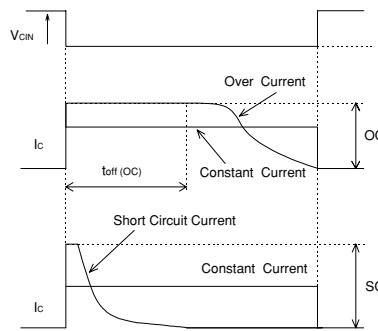 VCIN
Over Current
OC
IC
toff (OC)
Constant Current
Short Circuit Current
Constant Current
SC
IC